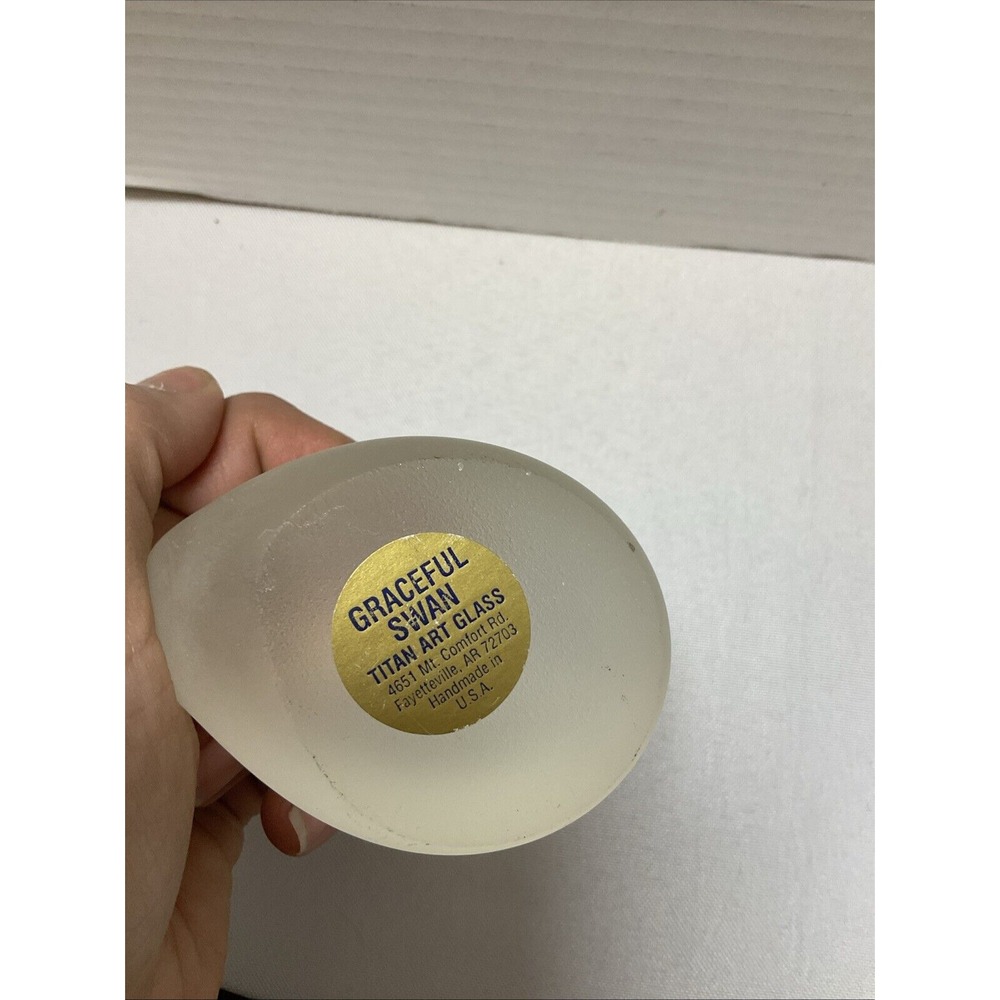 GRACEFUL
SWAN
TITAN ART GLASS
4651 Mt. Comfort Rd.
Fayetteville, AR 72703
Handmade in
U.S.A.